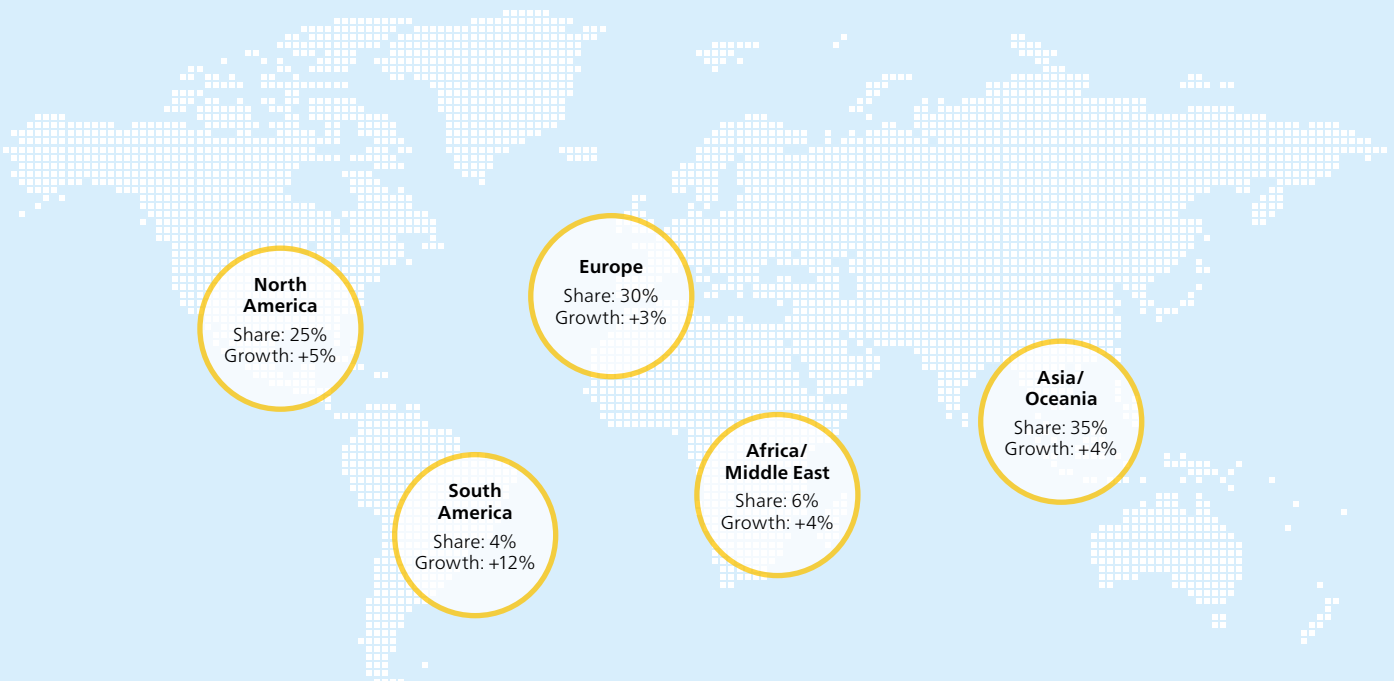 North
America
Share: 25%
Growth: +5%
Europe
Share: 30%
Growth: +3%
South
America
Share: 4%
Growth: +12%
Africa/
Middle East
Share: 6%
Growth: +4%
Asia/
Oceania
Share: 35%
Growth: +4%